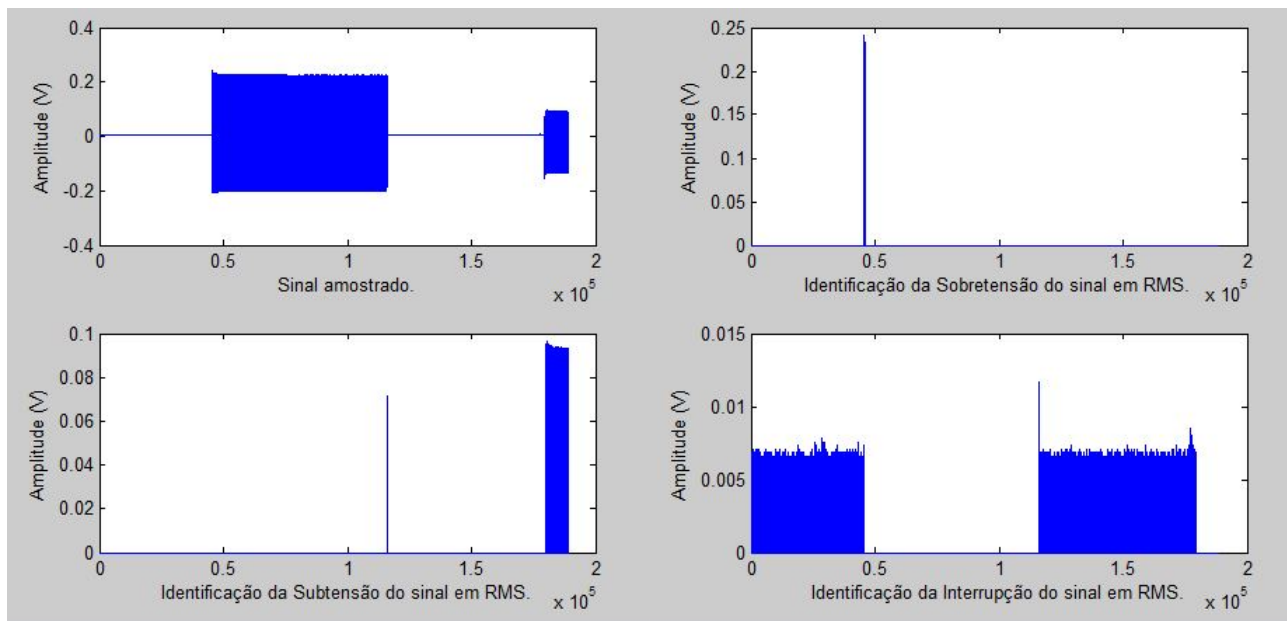 0.4
0.2
0
-0.2
-0.4
Amplitude (V)
0 0.5 1 1.5 2
Sinal amostrado.
x 10^5
0.25
0.2
0.15
0.1
0.05
0
Amplitude (V)
0 0.5 1 1.5 2
Identificação da Sobretensão do sinal em RMS.
x 10^5
0.1
0.08
0.06
0.04
0.02
0
Amplitude (V)
0 0.5 1 1.5 2
Identificação da Subtensão do sinal em RMS.
x 10^5
0.015
0.01
0.005
0
Amplitude (V)
0 0.5 1 1.5 2
Identificação da Interrupção do sinal em RMS.
x 10^5